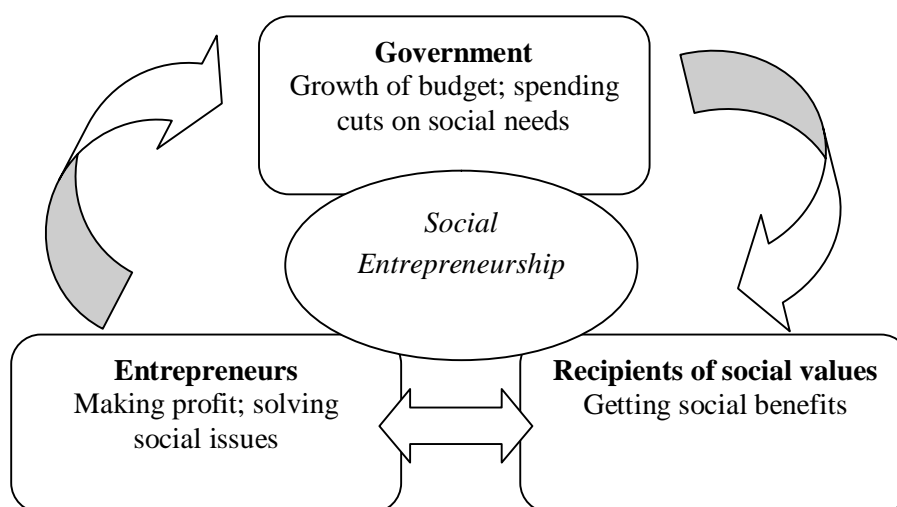 Government
Growth of budget; spending
cuts on social needs
Social
Entrepreneurship
Entrepreneurs
Making profit; solving
social issues
Recipients of social values
Getting social benefits